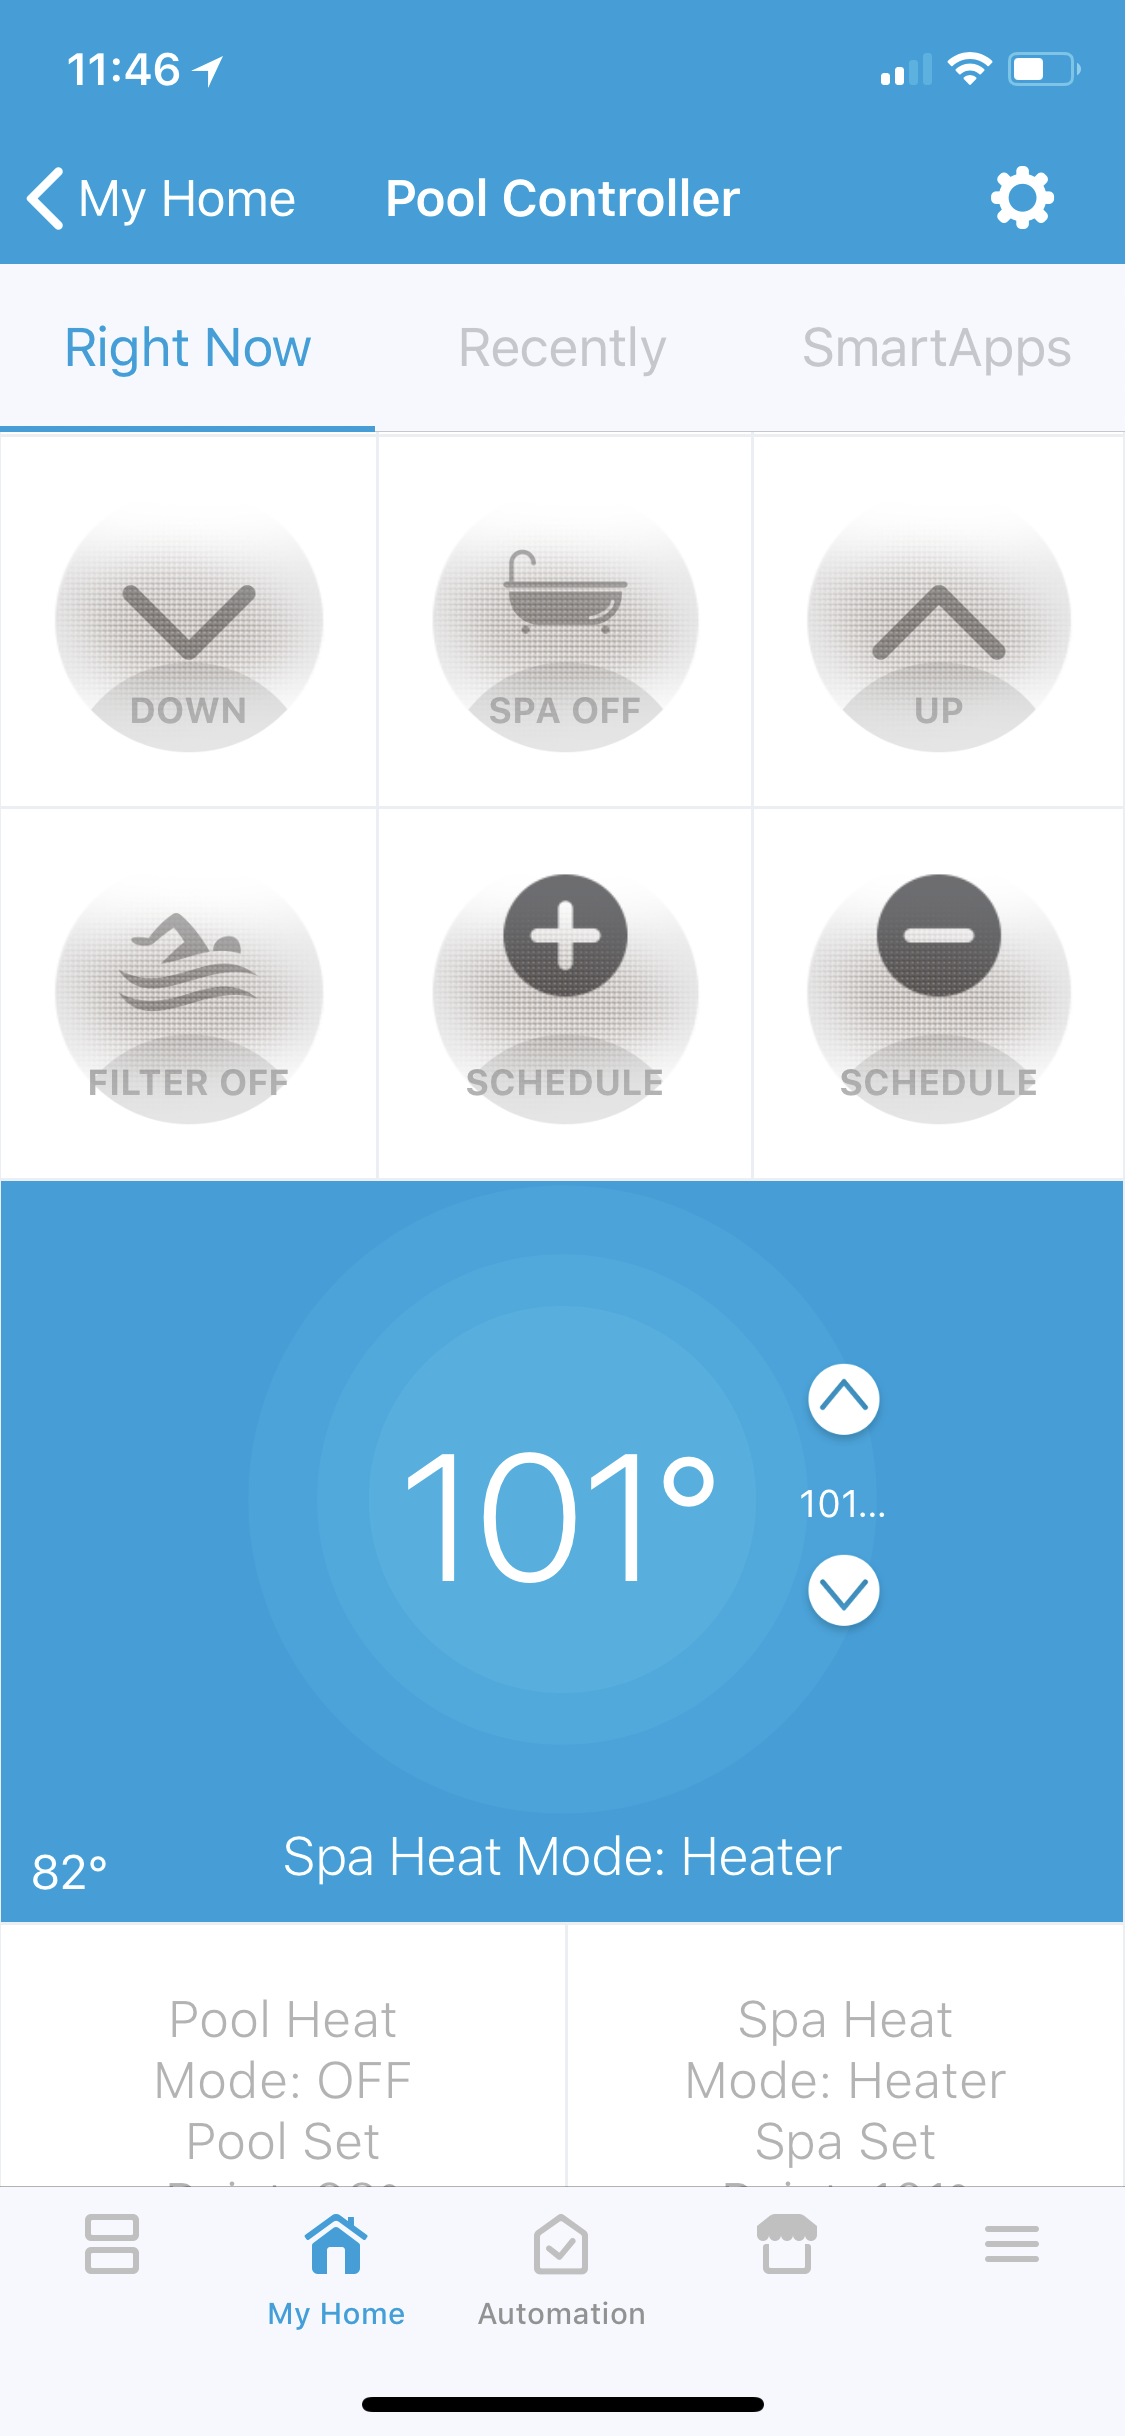 11:46
My Home
Pool Controller
Right Now
Recently
SmartApps
DOWN
SPA OFF
UP
FILTER OFF
SCHEDULE
SCHEDULE
101°
101...
82°
Spa Heat Mode: Heater
Pool Heat
Mode: OFF
Pool Set
Spa Heat
Mode: Heater
Spa Set
My Home
Automation